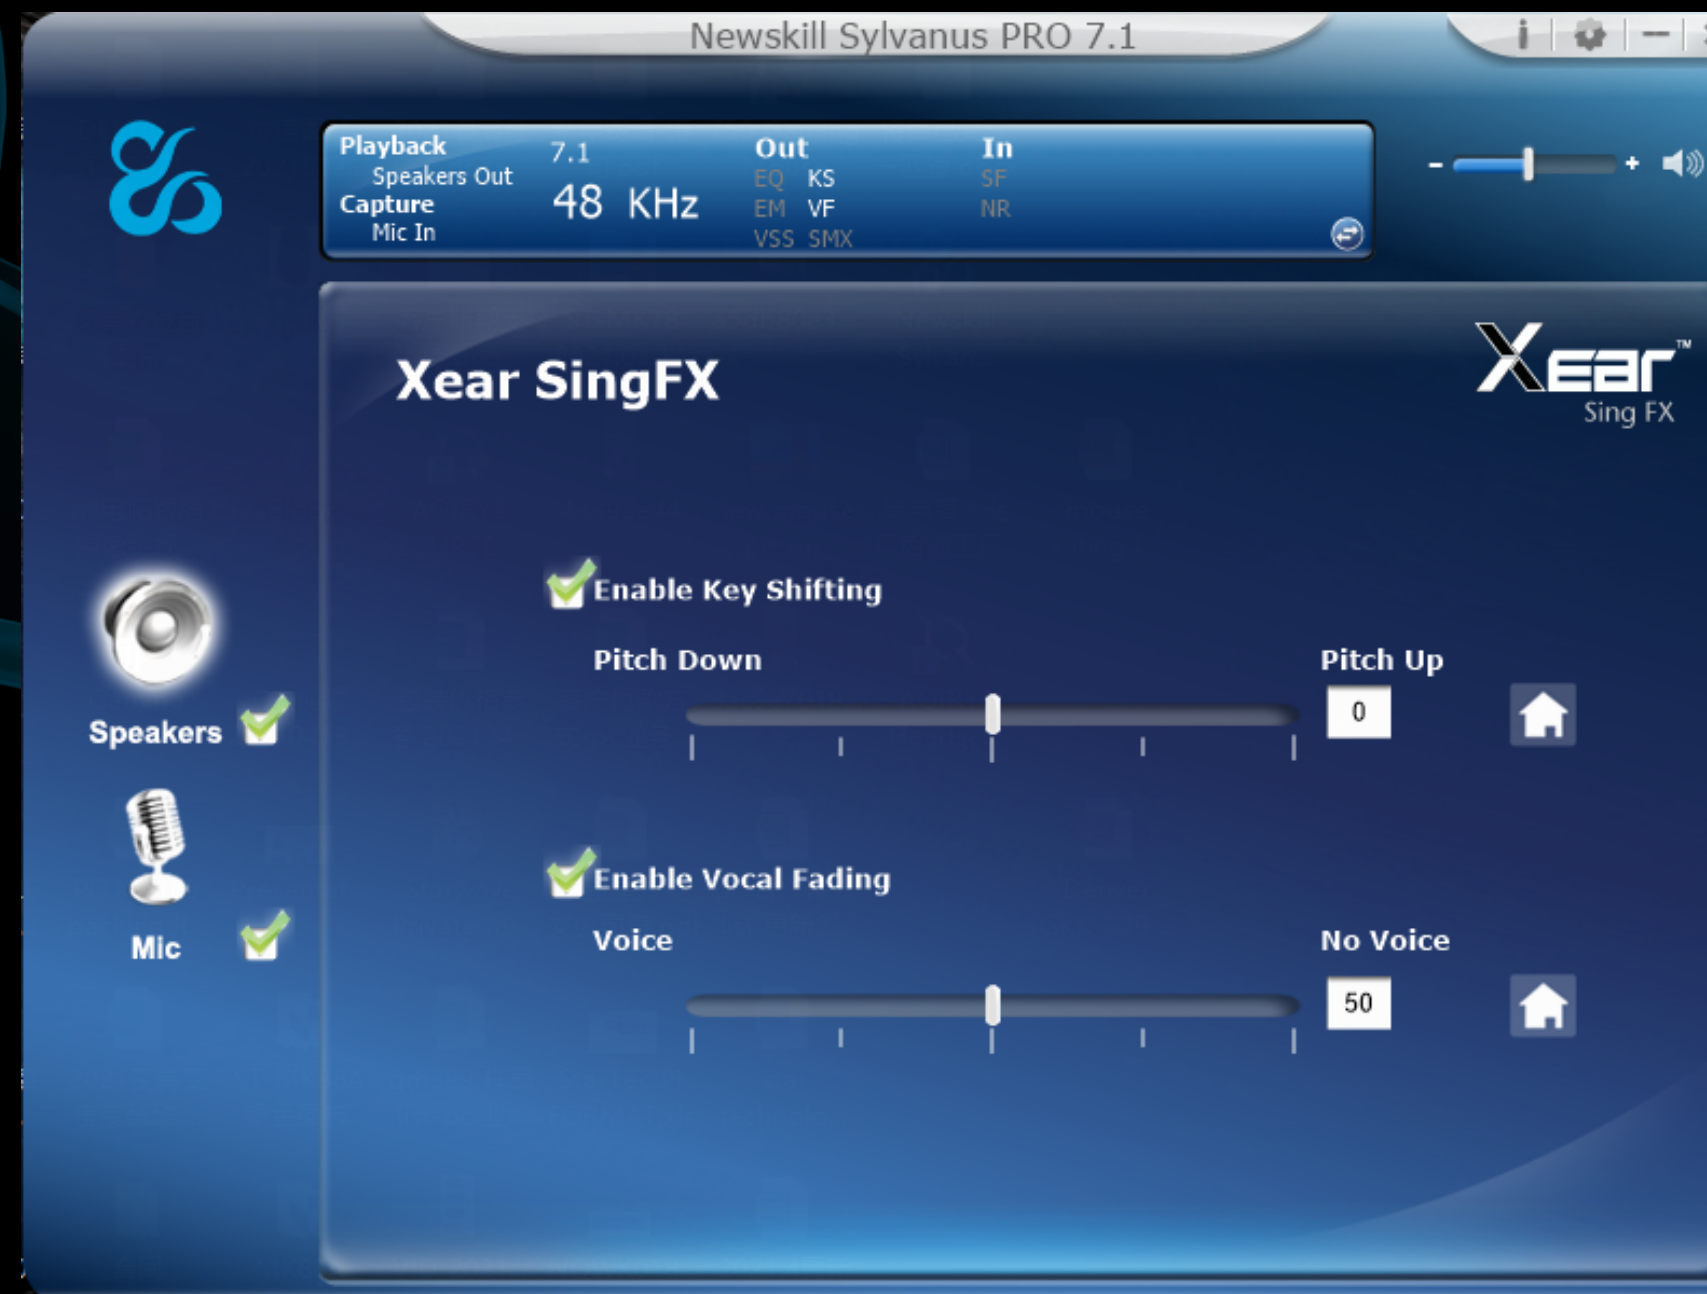 Newskill Sylvanus PRO 7.1
Playback 7.1 Out In
Speakers Out EQ KS SF
Capture 48 KHz EM VF NR
Mic In VSS SMX
Xear SingFX
Xear™
Sing FX
Enable Key Shifting
Pitch Down Pitch Up
0
Speakers
Enable Vocal Fading
Mic
Voice No Voice
50